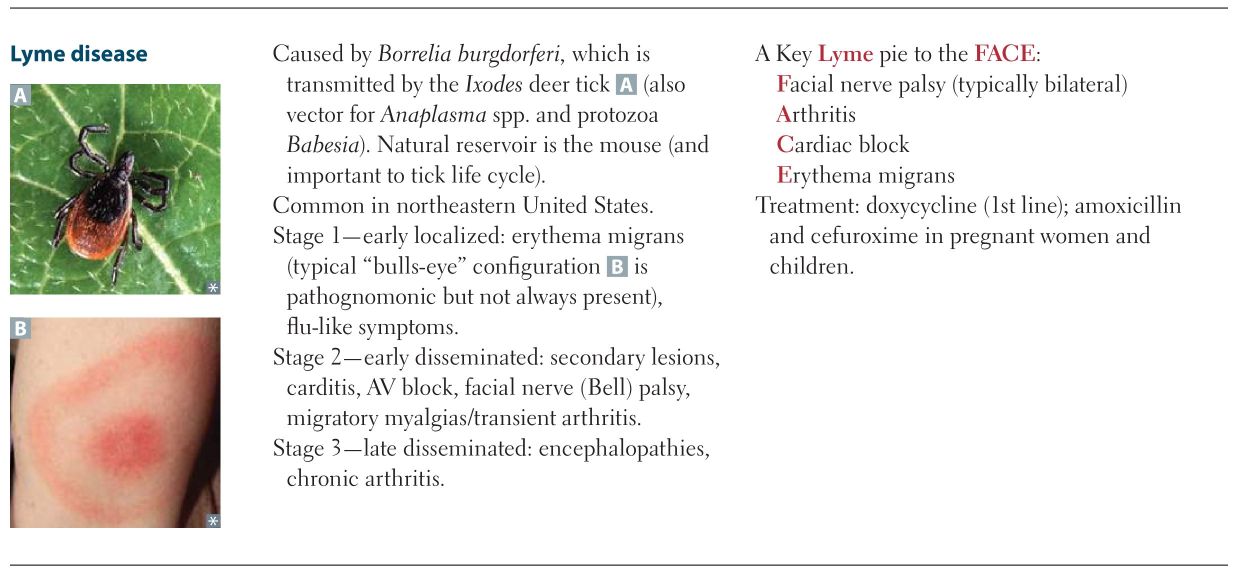 Lyme disease
A
B
Caused by Borrelia burgdorferi, which is
transmitted by the Ixodes deer tick A (also
vector for Anaplasma spp. and protozoa
Babesia). Natural reservoir is the mouse (and
important to tick life cycle).
Common in northeastern United States.
Stage 1—early localized: erythema migrans
(typical “bulls-eye” configuration B is
pathognomonic but not always present),
flu-like symptoms.
Stage 2—early disseminated: secondary lesions,
carditis, AV block, facial nerve (Bell) palsy,
migratory myalgias/transient arthritis.
Stage 3—late disseminated: encephalopathies,
chronic arthritis.
A Key Lyme pie to the FACE:
Facial nerve palsy (typically bilateral)
Arthritis
Cardiac block
Erythema migrans
Treatment: doxycycline (1st line); amoxicillin
and cefuroxime in pregnant women and
children.